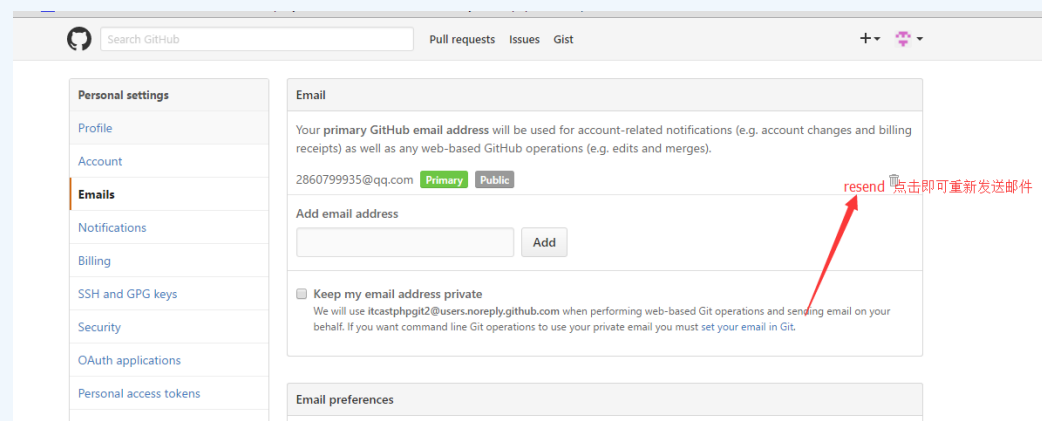 Search GitHub Pull requests Issues Gist
Personal settings
Profile
Account
Emails
Notifications
Billing
SSH and GPG keys
Security
OAuth applications
Personal access tokens
Email
Your primary GitHub email address will be used for account-related notifications (e.g. account changes and billing
receipts) as well as any web-based GitHub operations (e.g. edits and merges).
2860799935@qq.com Primary Public
resend 点击即可重新发送邮件
Add email address
Add
Keep my email address private
We will use itcastphpgit2@users.noreply.github.com when performing web-based Git operations and sending email on your
behalf. If you want command line Git operations to use your private email you must set your email in Git.
Email preferences